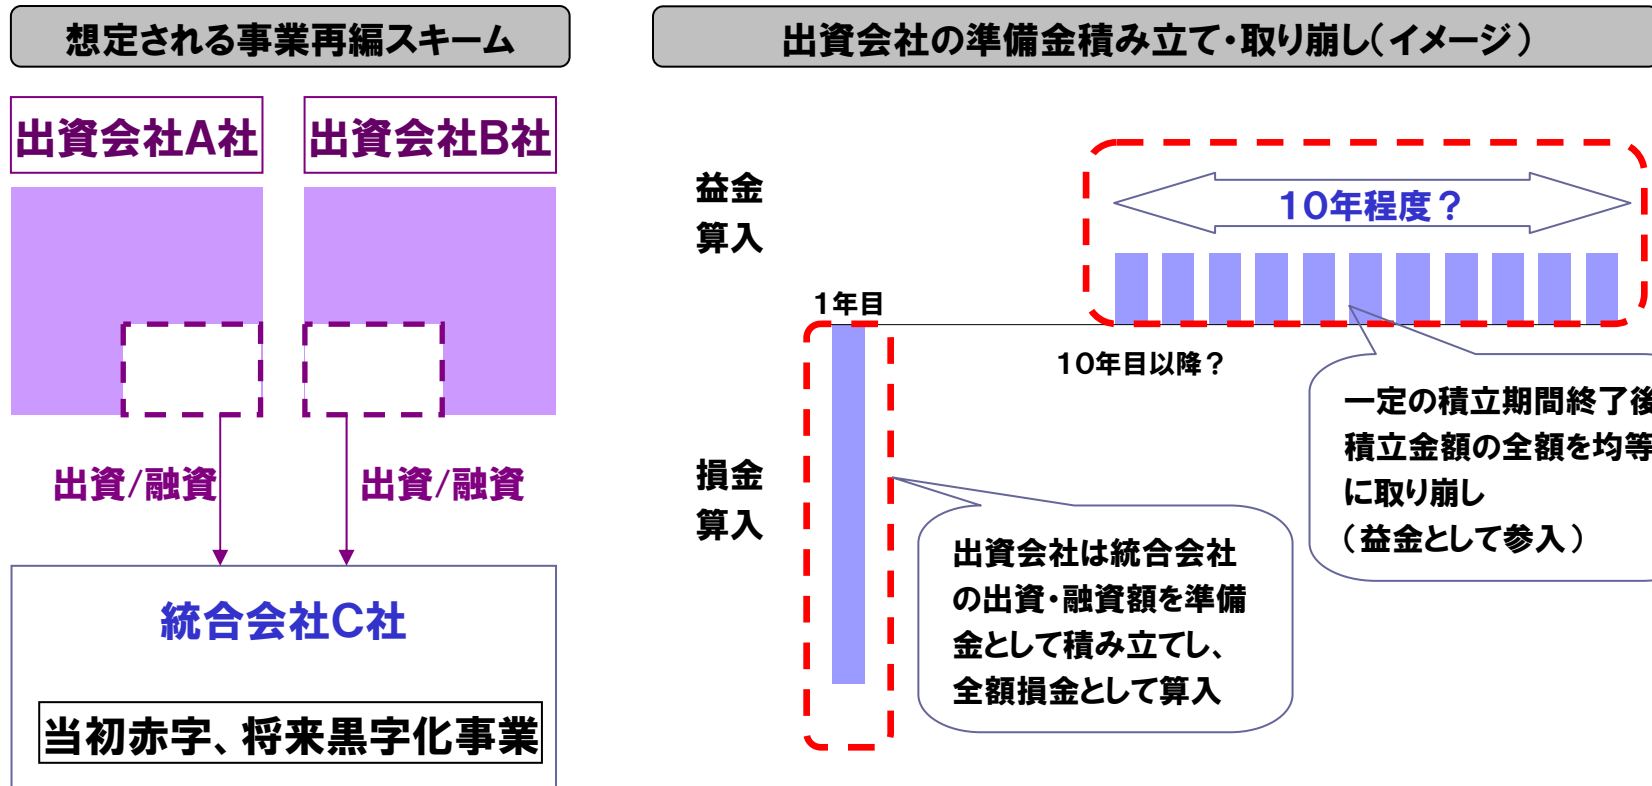 想定される事業再編スキーム
出資会社A社
出資会社B社
出資/融資
出資/融資
統合会社C社
当初赤字、将来黒字化事業
出資会社の準備金積み立て・取り崩し(イメージ)
益金
算入
10年程度?
1年目
10年目以降?
損金
算入
一定の積立期間終了後
積立金額の全額を均等
に取り崩し
(益金として参入)
出資会社は統合会社
の出資・融資額を準備
金として積み立てし、
全額損金として算入